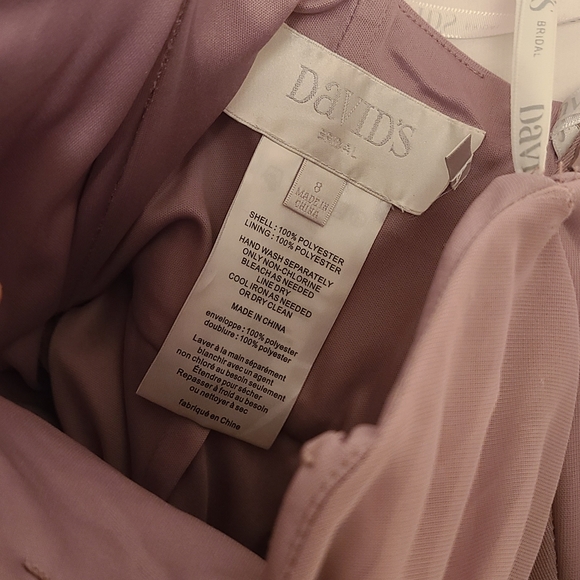 DAVID'S
BRIDAL
8
MADE IN
CHINA
SHELL : 100% POLYESTER
LINING : 100% POLYESTER
HAND WASH SEPARATELY
ONLY NON-CHLORINE
BLEACH AS NEEDED
LINE DRY
COOL IRON AS NEEDED
OR DRY CLEAN
MADE IN CHINA
enveloppe : 100% polyester
doublure : 100% polyester
Laver à la main séparément
blanchir avec un agent
non chloré au besoin seulement
Étendre pour sécher
Repasser à froid au besoin
ou nettoyer à sec
fabriqué en Chine
BRIDAL